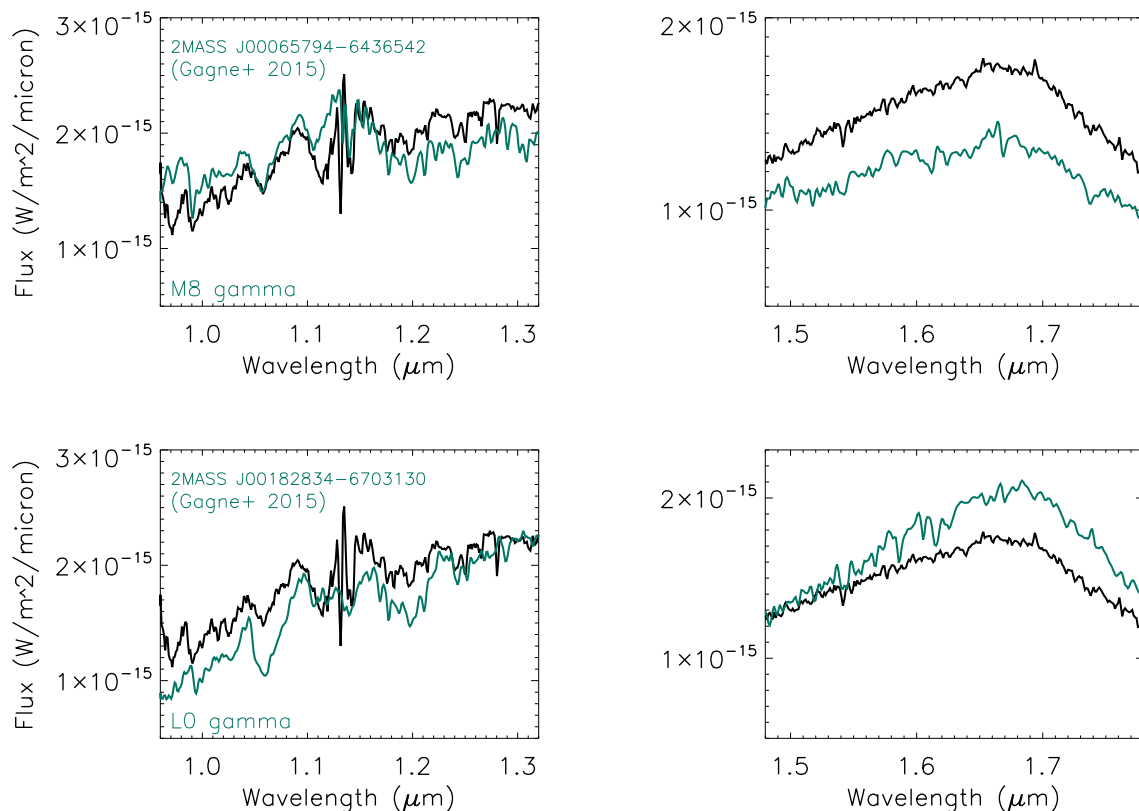 3×10⁻¹⁵
2MASS J00065794−6436542
(Gagne+ 2015)
2×10⁻¹⁵
1×10⁻¹⁵
Flux (W/m^2/micron)
M8 gamma
1.0 1.1 1.2 1.3
Wavelength (μm)
2×10⁻¹⁵
1×10⁻¹⁵
1.5 1.6 1.7
Wavelength (μm)
3×10⁻¹⁵
2MASS J00182834−6703130
(Gagne+ 2015)
2×10⁻¹⁵
1×10⁻¹⁵
Flux (W/m^2/micron)
L0 gamma
1.0 1.1 1.2 1.3
Wavelength (μm)
2×10⁻¹⁵
1×10⁻¹⁵
1.5 1.6 1.7
Wavelength (μm)